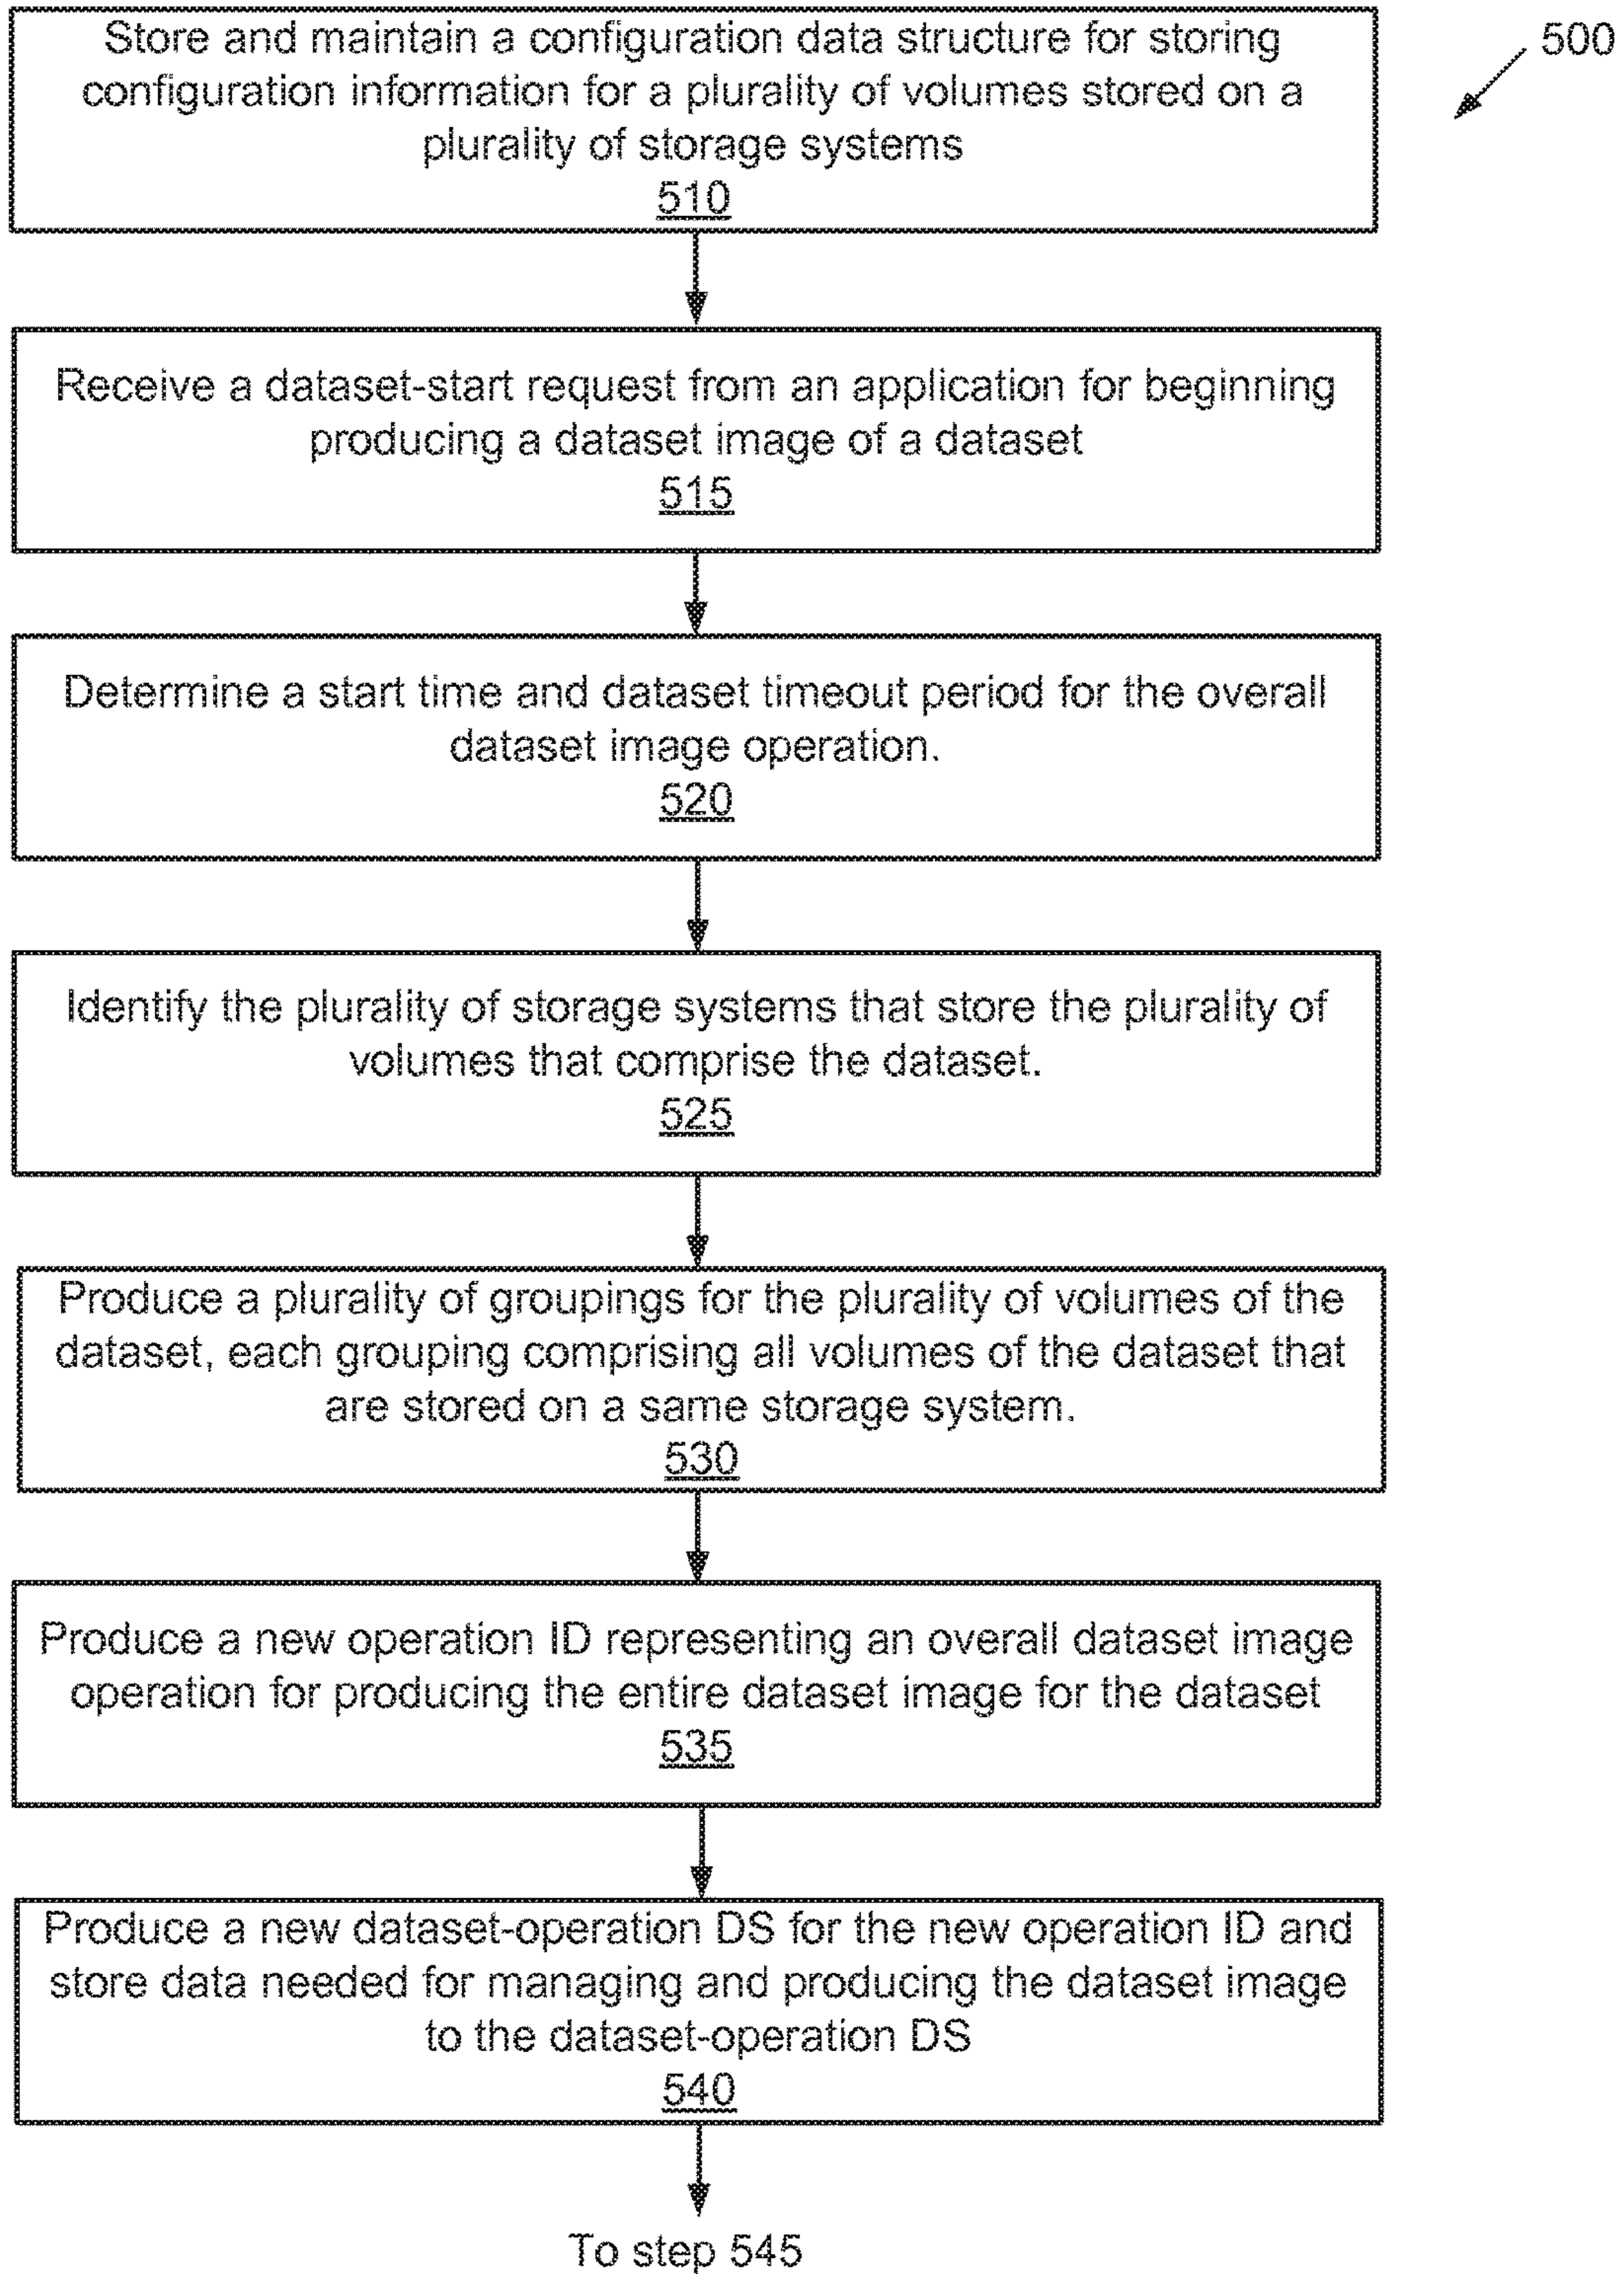 Store and maintain a configuration data structure for storing
configuration information for a plurality of volumes stored on a
plurality of storage systems
510
500
Receive a dataset-start request from an application for beginning
producing a dataset image of a dataset
515
Determine a start time and dataset timeout period for the overall
dataset image operation.
520
Identify the plurality of storage systems that store the plurality of
volumes that comprise the dataset.
525
Produce a plurality of groupings for the plurality of volumes of the
dataset, each grouping comprising all volumes of the dataset that
are stored on a same storage system.
530
Produce a new operation ID representing an overall dataset image
operation for producing the entire dataset image for the dataset
535
Produce a new dataset-operation DS for the new operation ID and
store data needed for managing and producing the dataset image
to the dataset-operation DS
540
To step 545